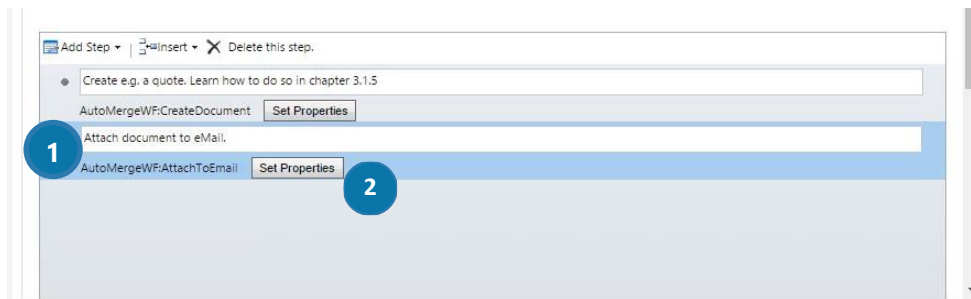 Add Step Insert Delete this step.
Create e.g. a quote. Learn how to do so in chapter 3.1.5
AutoMergeWF:CreateDocument Set Properties
1 Attach document to eMail.
AutoMergeWF:AttachToEmail Set Properties 2